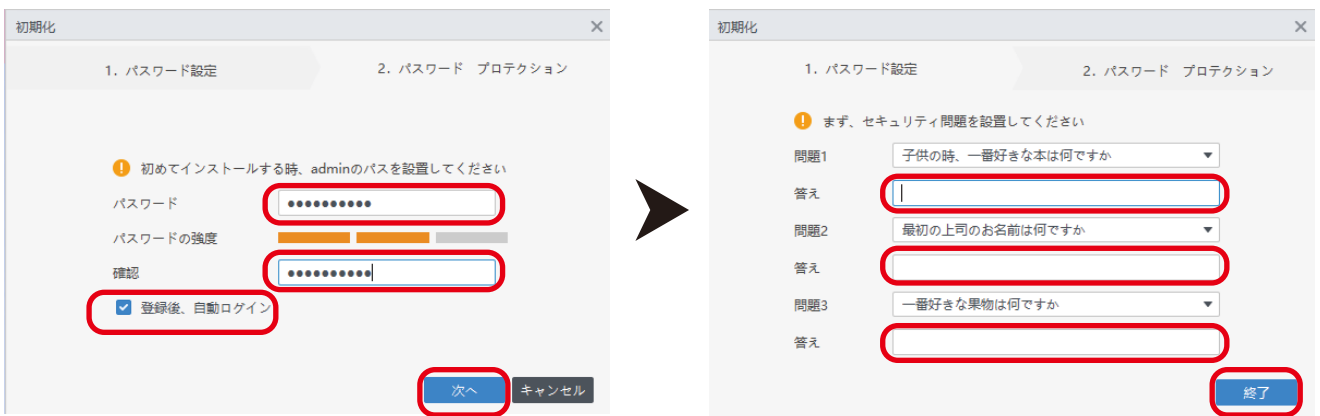 初期化
1. パスワード設定
2. パスワード プロテクション
初めてインストールする時、adminのパスを設置してください
パスワード
●●●●●●●●●●
パスワードの強度
確認
●●●●●●●●●●
登録後、自動ログイン
次へ
キャンセル
初期化
1. パスワード設定
2. パスワード プロテクション
まず、セキュリティ問題を設置してください
問題1
子供の時、一番好きな本は何ですか
答え
問題2
最初の上司のお名前は何ですか
答え
問題3
一番好きな果物は何ですか
答え
終了